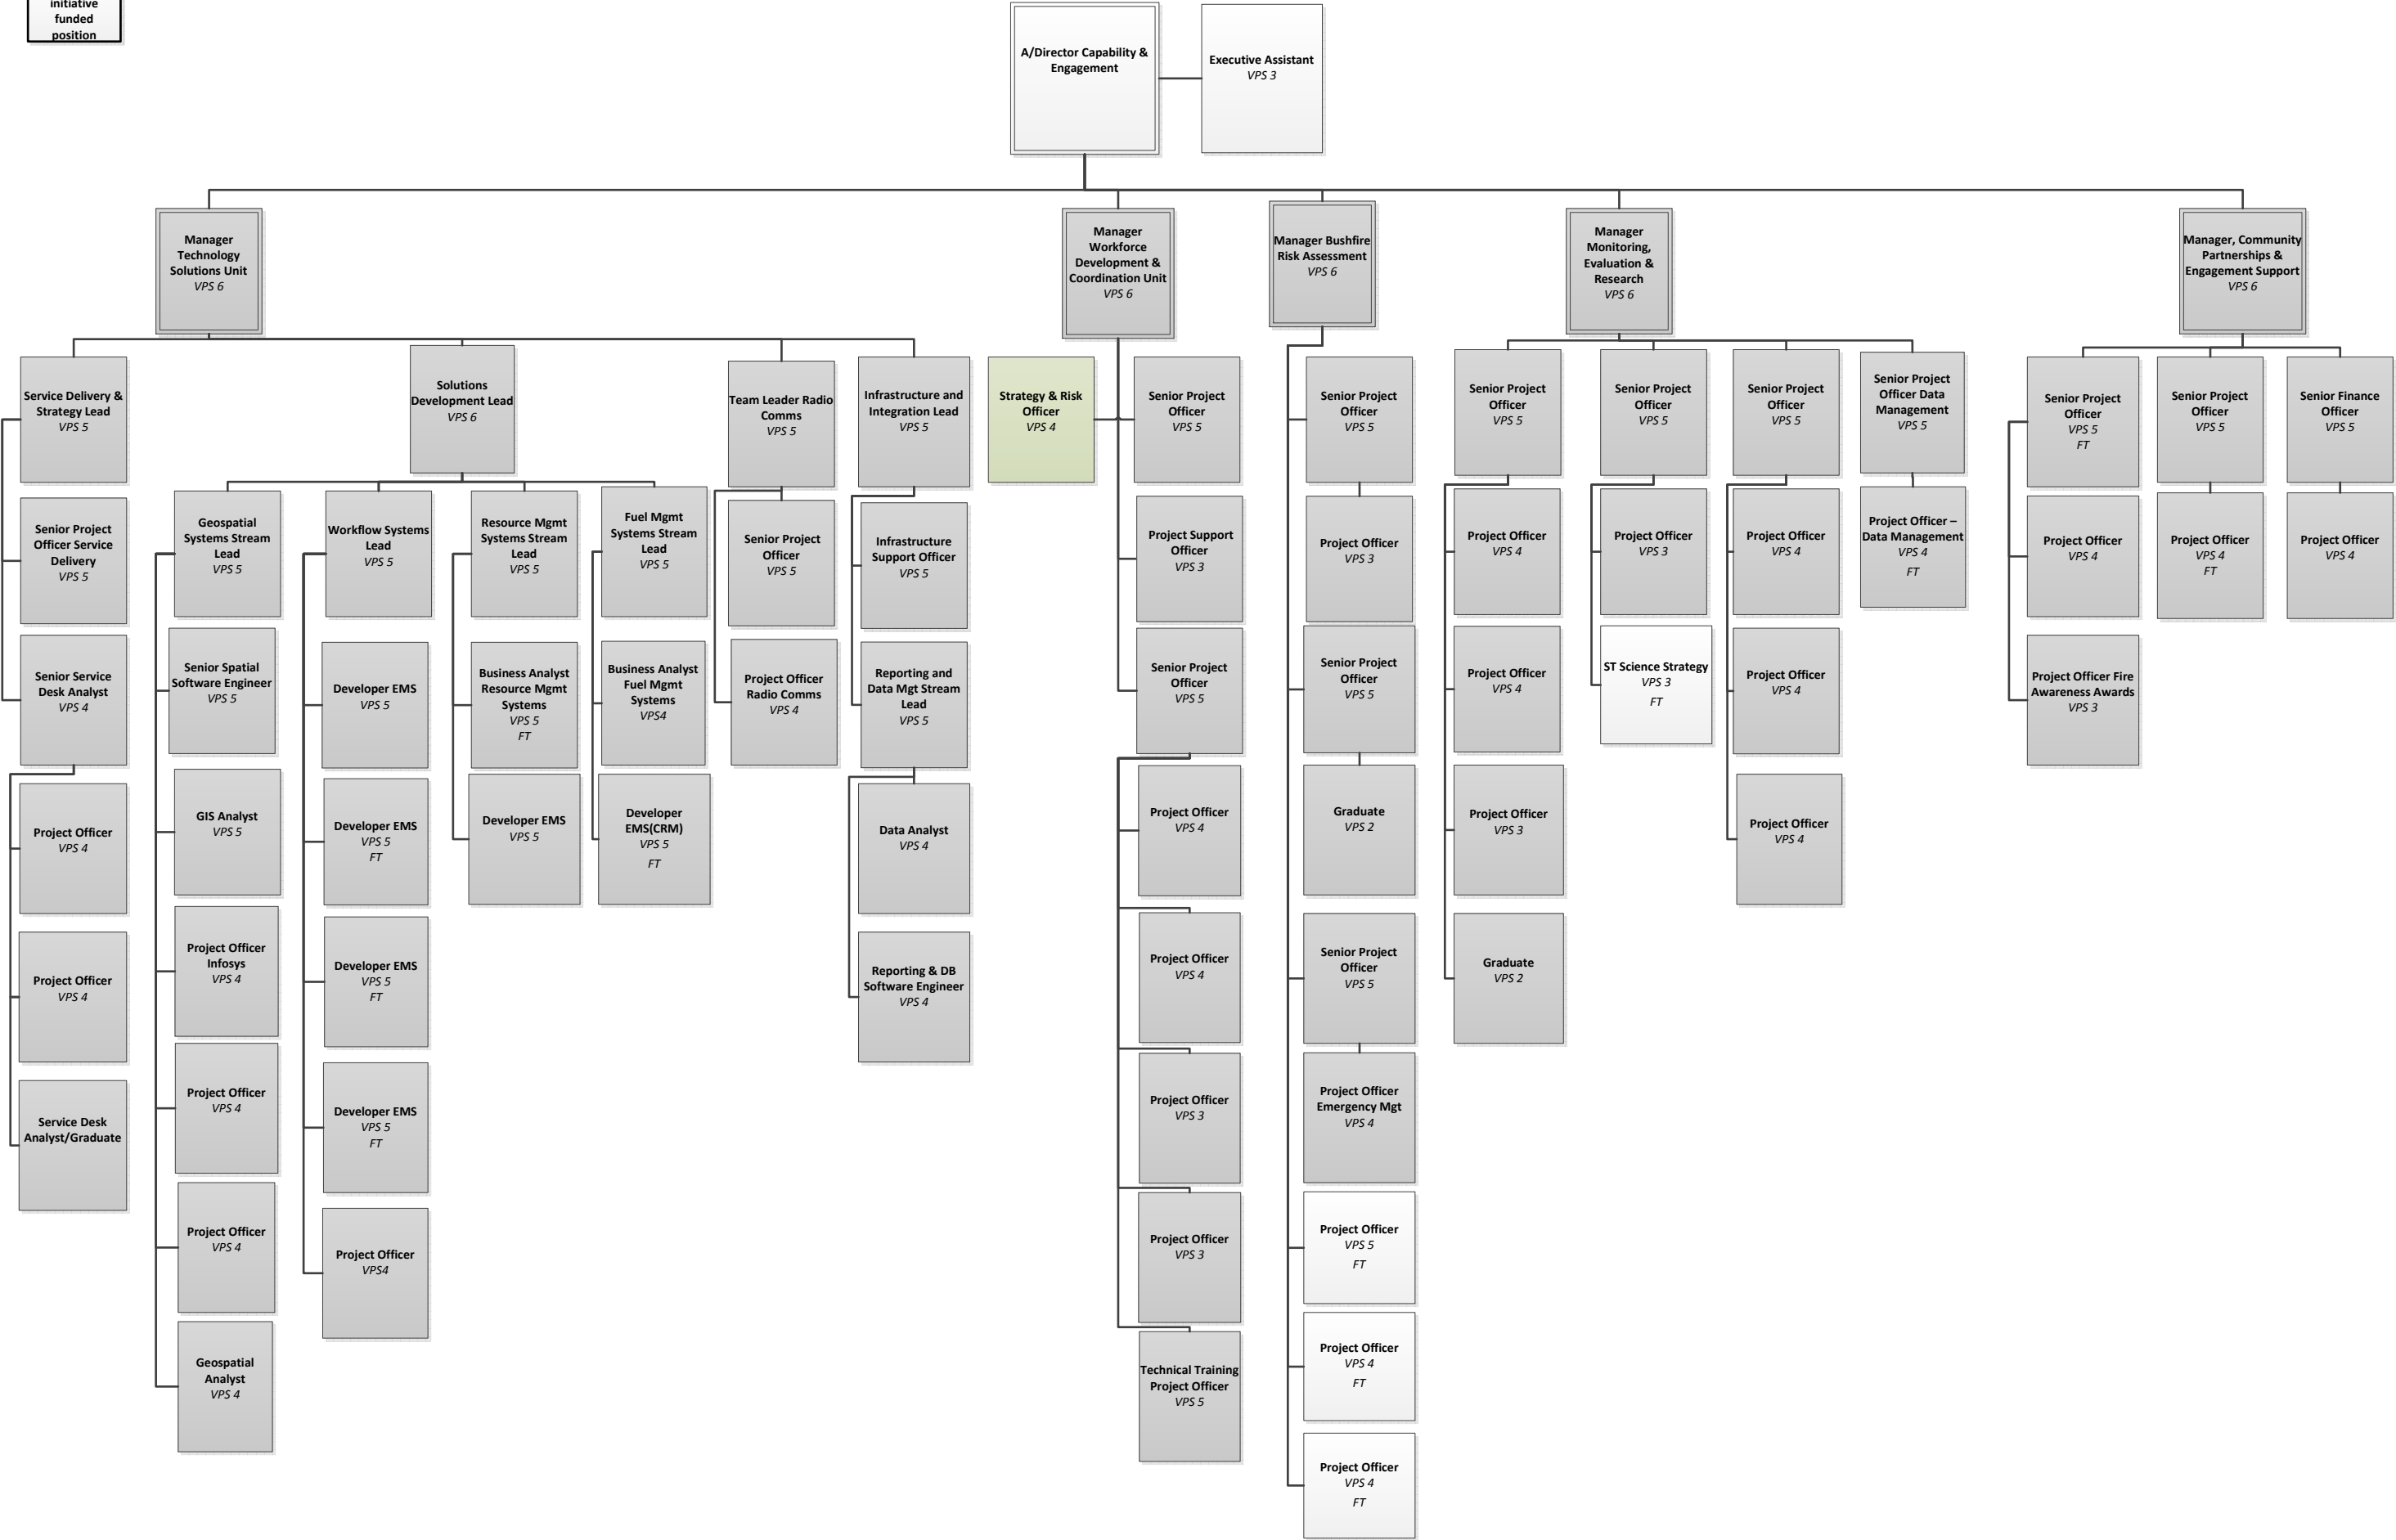 initiative
funded
position
A/Director Capability &
Engagement
Executive Assistant
VPS 3
Manager
Technology
Solutions Unit
VPS 6
Manager
Workforce
Development &
Coordination Unit
VPS 6
Manager Bushfire
Risk Assessment
VPS 6
Manager
Monitoring,
Evaluation &
Research
VPS 6
Manager, Community
Partnerships &
Engagement Support
VPS 6
Service Delivery &
Strategy Lead
VPS 5
Senior Project
Officer Service
Delivery
VPS 5
Senior Service
Desk Analyst
VPS 4
Project Officer
VPS 4
Project Officer
VPS 4
Service Desk
Analyst/Graduate
Solutions
Development Lead
VPS 6
Geospatial
Systems Stream
Lead
VPS 5
Senior Spatial
Software Engineer
VPS 5
GIS Analyst
VPS 5
Project Officer
Infosys
VPS 4
Project Officer
VPS 4
Project Officer
VPS 4
Geospatial
Analyst
VPS 4
Workflow Systems
Lead
VPS 5
Developer EMS
VPS 5
Developer EMS
VPS 5
FT
Developer EMS
VPS 5
FT
Developer EMS
VPS 5
FT
Project Officer
VPS4
Resource Mgmt
Systems Stream
Lead
VPS 5
Business Analyst
Resource Mgmt
Systems
VPS 5
FT
Developer EMS
VPS 5
Fuel Mgmt
Systems Stream
Lead
VPS 5
Business Analyst
Fuel Mgmt
Systems
VPS4
Developer
EMS(CRM)
VPS 5
FT
Team Leader Radio
Comms
VPS 5
Senior Project
Officer
VPS 5
Project Officer
Radio Comms
VPS 4
Infrastructure and
Integration Lead
VPS 5
Infrastructure
Support Officer
VPS 5
Reporting and
Data Mgt Stream
Lead
VPS 5
Data Analyst
VPS 4
Reporting & DB
Software Engineer
VPS 4
Strategy & Risk
Officer
VPS 4
Senior Project
Officer
VPS 5
Project Support
Officer
VPS 3
Senior Project
Officer
VPS 5
Project Officer
VPS 4
Project Officer
VPS 4
Project Officer
VPS 3
Project Officer
VPS 3
Technical Training
Project Officer
VPS 5
Senior Project
Officer
VPS 5
Project Officer
VPS 3
Senior Project
Officer
VPS 5
Graduate
VPS 2
Senior Project
Officer
VPS 5
Project Officer
Emergency Mgt
VPS 4
Project Officer
VPS 5
FT
Project Officer
VPS 4
FT
Project Officer
VPS 4
FT
Senior Project
Officer
VPS 5
Project Officer
VPS 4
Project Officer
VPS 4
Project Officer
VPS 3
Graduate
VPS 2
Senior Project
Officer
VPS 5
Project Officer
VPS 3
ST Science Strategy
VPS 3
FT
Senior Project
Officer
VPS 5
Project Officer
VPS 4
Project Officer
VPS 4
Project Officer
VPS 4
Senior Project
Officer Data
Management
VPS 5
Project Officer –
Data Management
VPS 4
FT
Senior Project
Officer
VPS 5
FT
Project Officer
VPS 4
Project Officer Fire
Awareness Awards
VPS 3
Senior Project
Officer
VPS 5
Project Officer
VPS 4
FT
Senior Finance
Officer
VPS 5
Project Officer
VPS 4